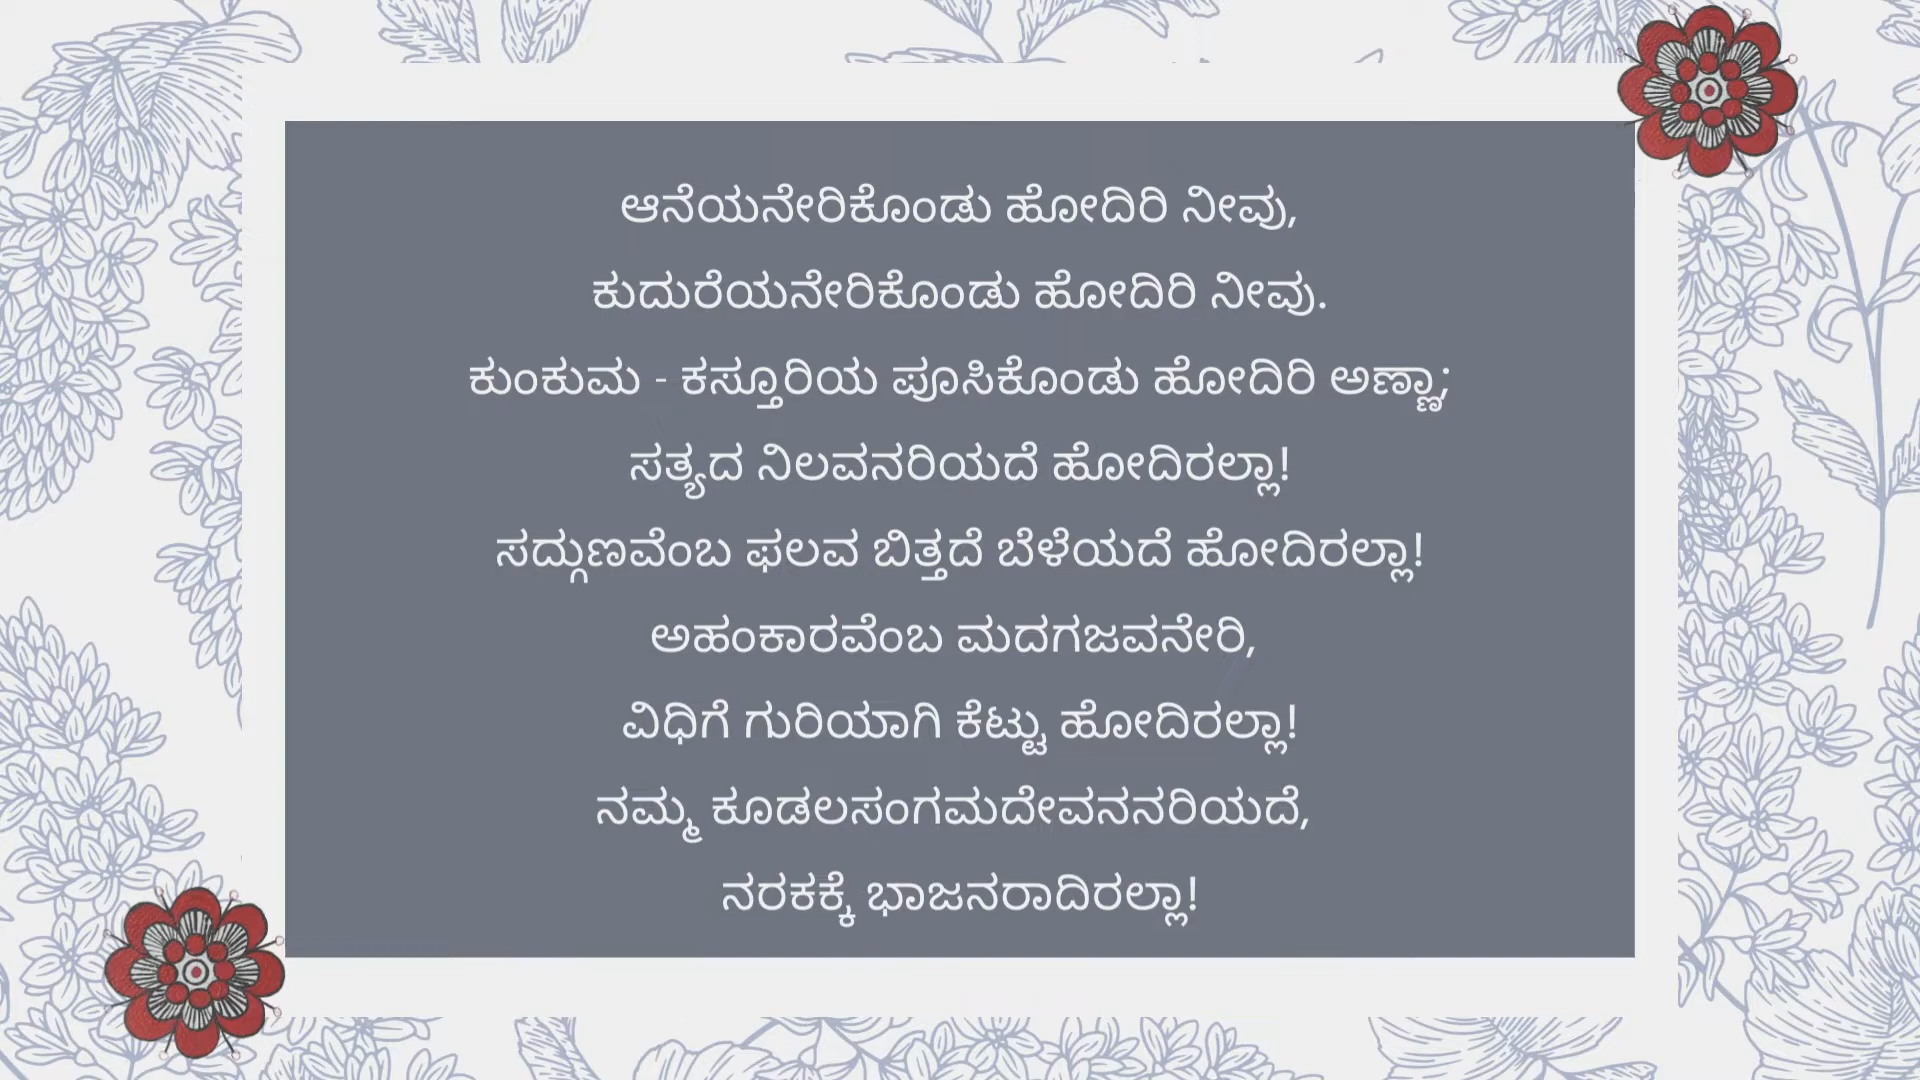 ಆನೆಯನೇರಿಕೊಂಡು ಹೋದಿರಿ ನೀವು,
ಕುದುರೆಯನೇರಿಕೊಂಡು ಹೋದಿರಿ ನೀವು.
ಕುಂಕುಮ - ಕಸ್ತೂರಿಯ ಪೂಸಿಕೊಂಡು ಹೋದಿರಿ ಅಣ್ಣಾ;
ಸತ್ಯದ ನಿಲವನರಿಯದೆ ಹೋದಿರಲ್ಲಾ!
ಸದ್ಗುಣವೆಂಬ ಫಲವ ಬಿತ್ತದೆ ಬೆಳೆಯದೆ ಹೋದಿರಲ್ಲಾ!
ಅಹಂಕಾರವೆಂಬ ಮದಗಜವನೇರಿ,
ವಿಧಿಗೆ ಗುರಿಯಾಗಿ ಕೆಟ್ಟು ಹೋದಿರಲ್ಲಾ!
ನಮ್ಮ ಕೂಡಲಸಂಗಮದೇವನನರಿಯದೆ,
ನರಕಕ್ಕೆ ಭಾಜನರಾದಿರಲ್ಲಾ!